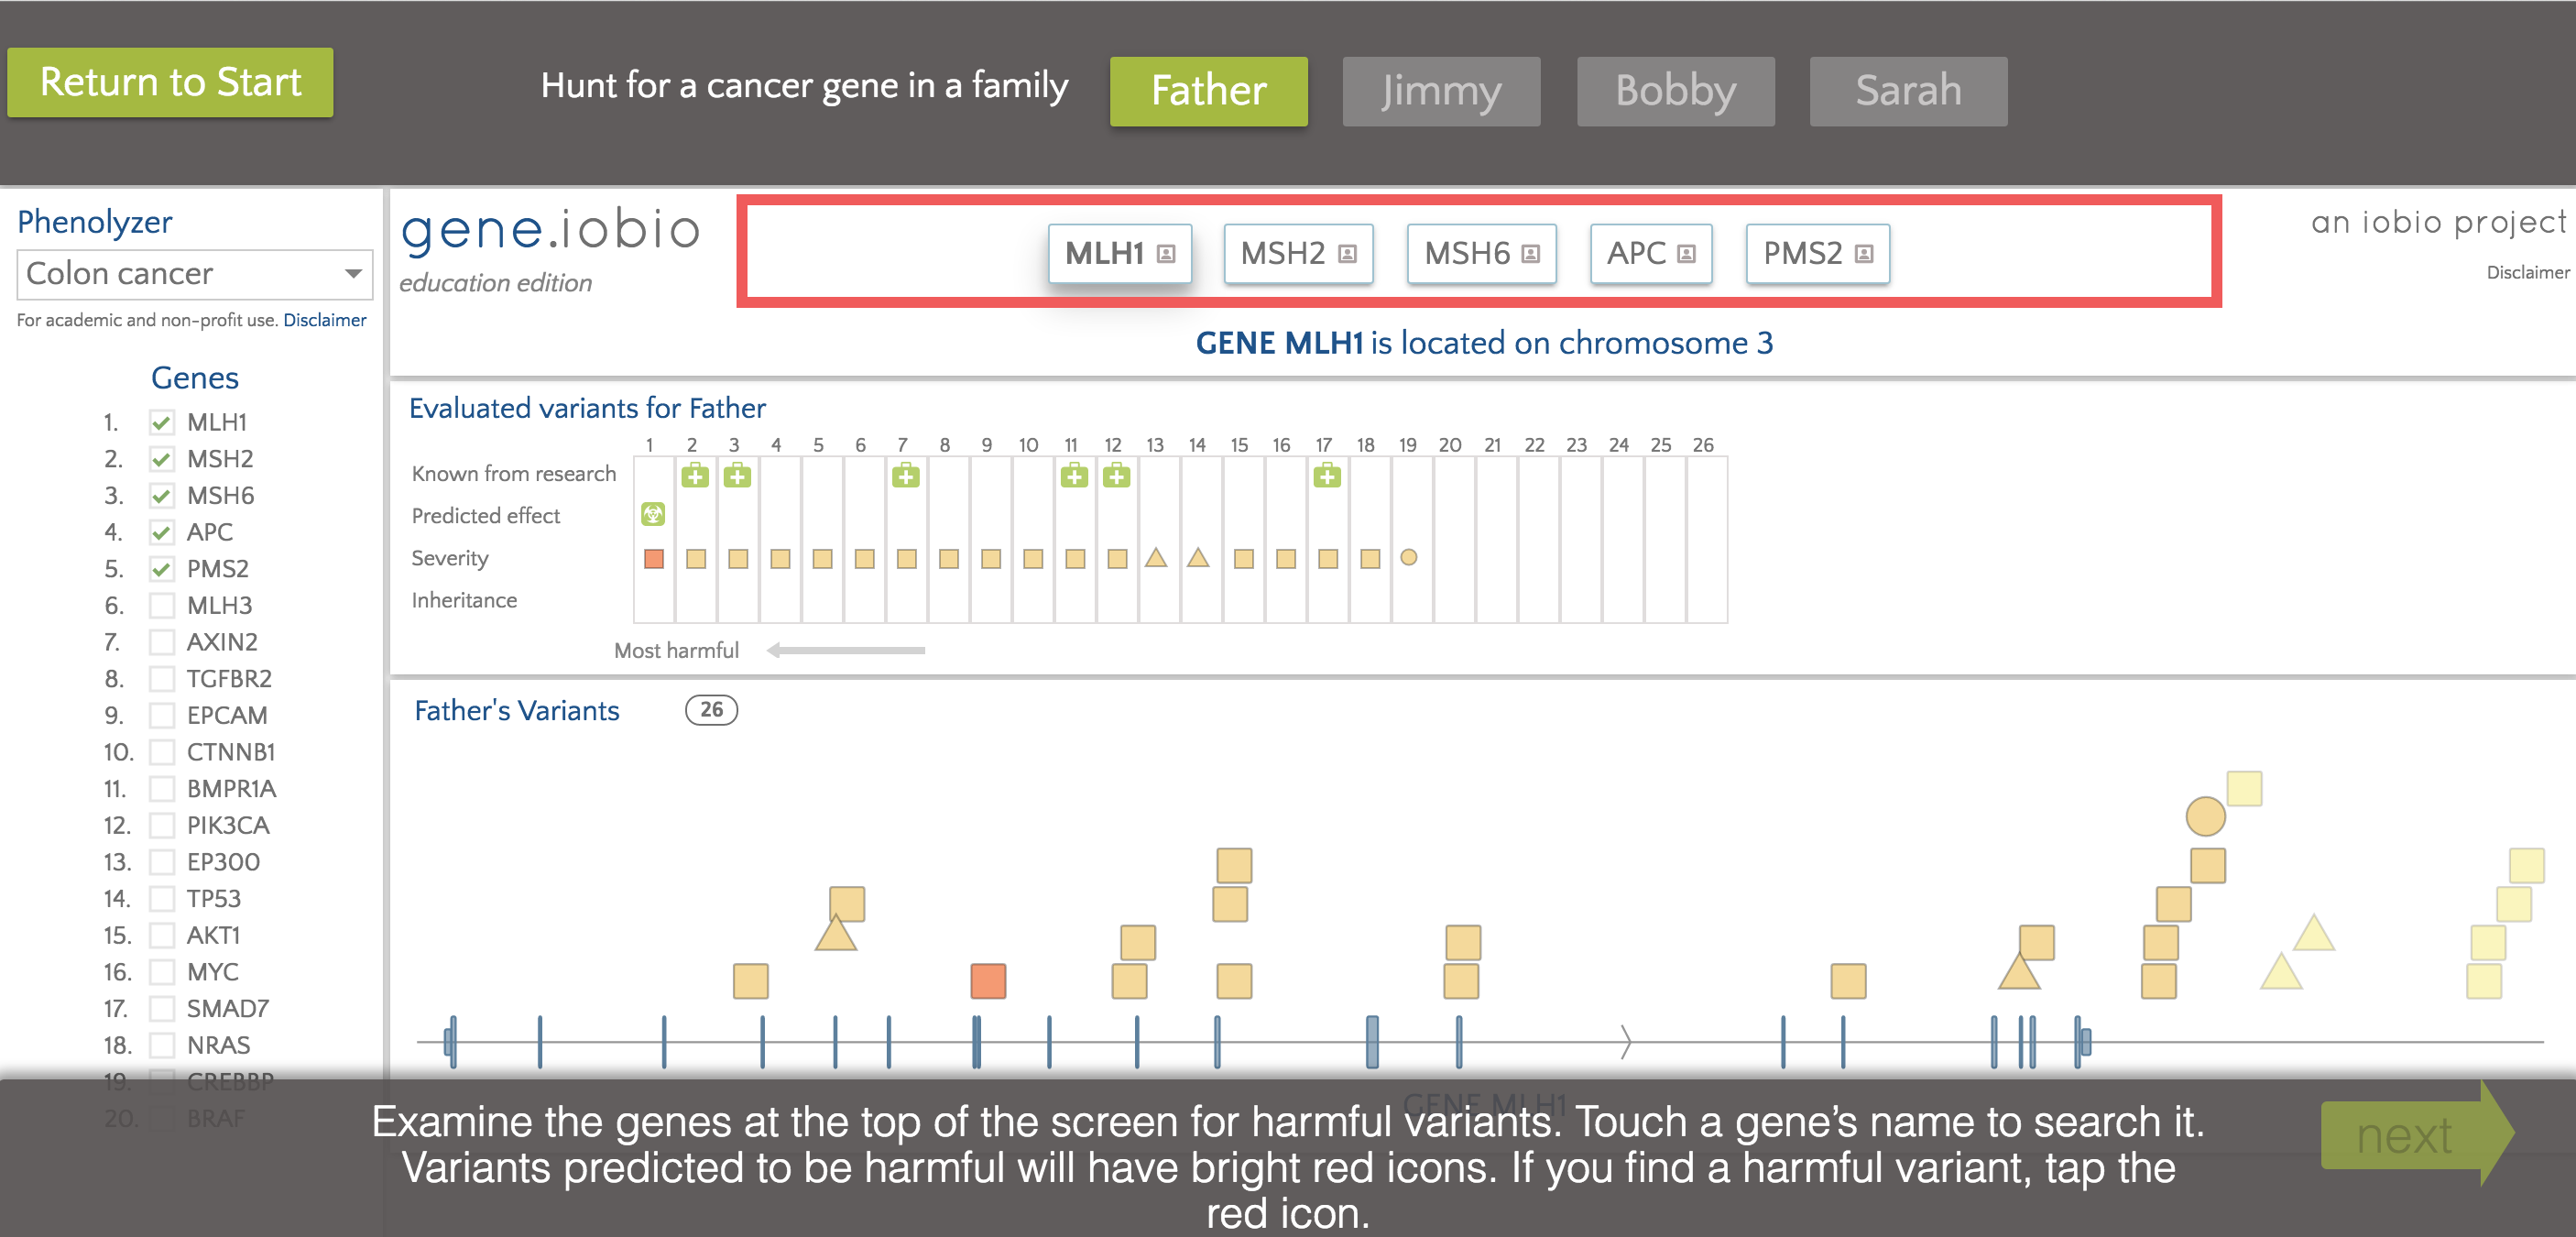 Return to Start
Hunt for a cancer gene in a family
Father
Jimmy
Bobby
Sarah
Phenolyzer
Colon cancer
For academic and non-profit use. Disclaimer
Genes
1. MLH1
2. MSH2
3. MSH6
4. APC
5. PMS2
6. MLH3
7. AXIN2
8. TGFBR2
9. EPCAM
10. CTNNB1
11. BMPR1A
12. PIK3CA
13. EP300
14. TP53
15. AKT1
16. MYC
17. SMAD7
18. NRAS
19. CREBBP
20. BRAF
gene.iobio
education edition
MLH1
MSH2
MSH6
APC
PMS2
an iobio project
Disclaimer
GENE MLH1 is located on chromosome 3
Evaluated variants for Father
1 2 3 4 5 6 7 8 9 10 11 12 13 14 15 16 17 18 19 20 21 22 23 24 25 26
Known from research
Predicted effect
Severity
Inheritance
Most harmful
Father's Variants 26
GENE MLH1
Examine the genes at the top of the screen for harmful variants. Touch a gene’s name to search it.
Variants predicted to be harmful will have bright red icons. If you find a harmful variant, tap the
red icon.
next